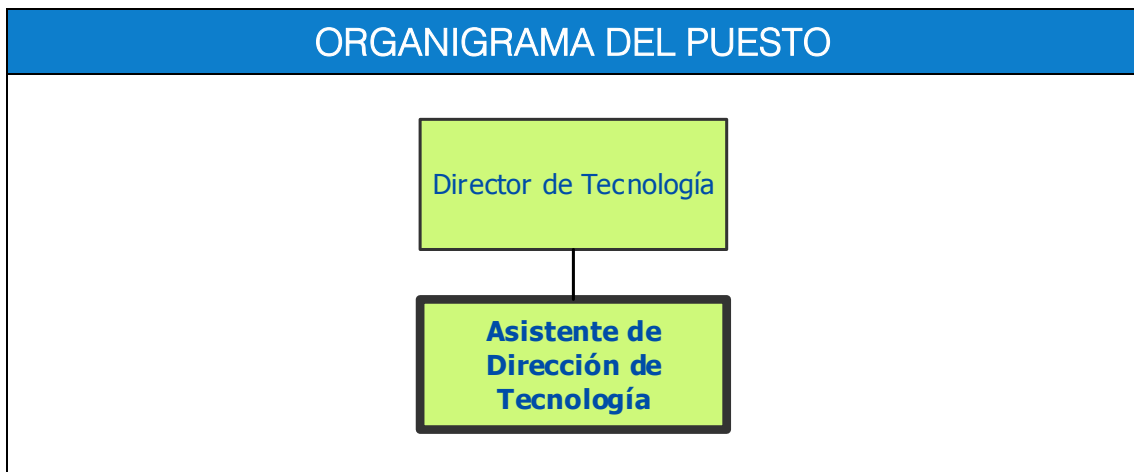 ORGANIGRAMA DEL PUESTO
Director de Tecnología
Asistente de
Dirección de
Tecnología